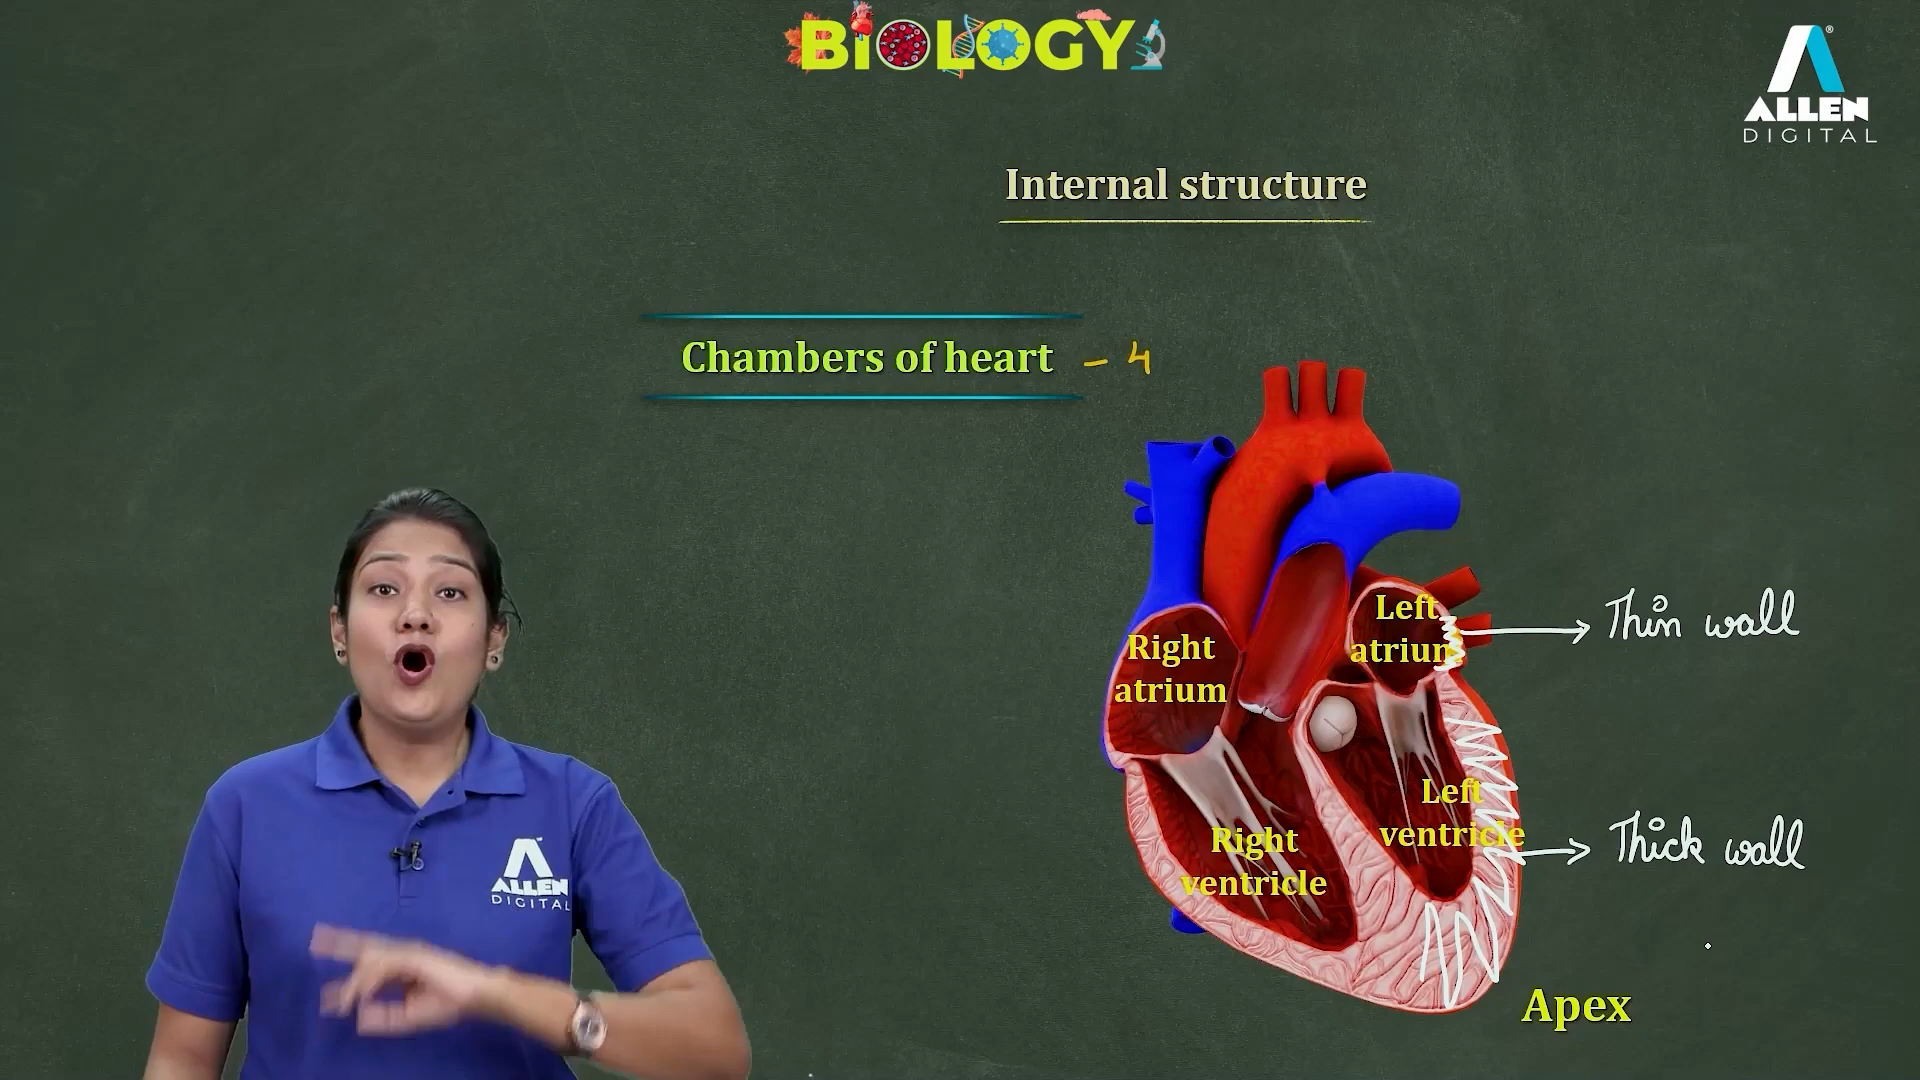 BIOLOGY
ALLEN
DIGITAL
Internal structure
Chambers of heart - 4
Left
atrium
Thin wall
Right
atrium
Left
ventricle
Thick wall
Right
ventricle
ALLEN
DIGITAL
Apex